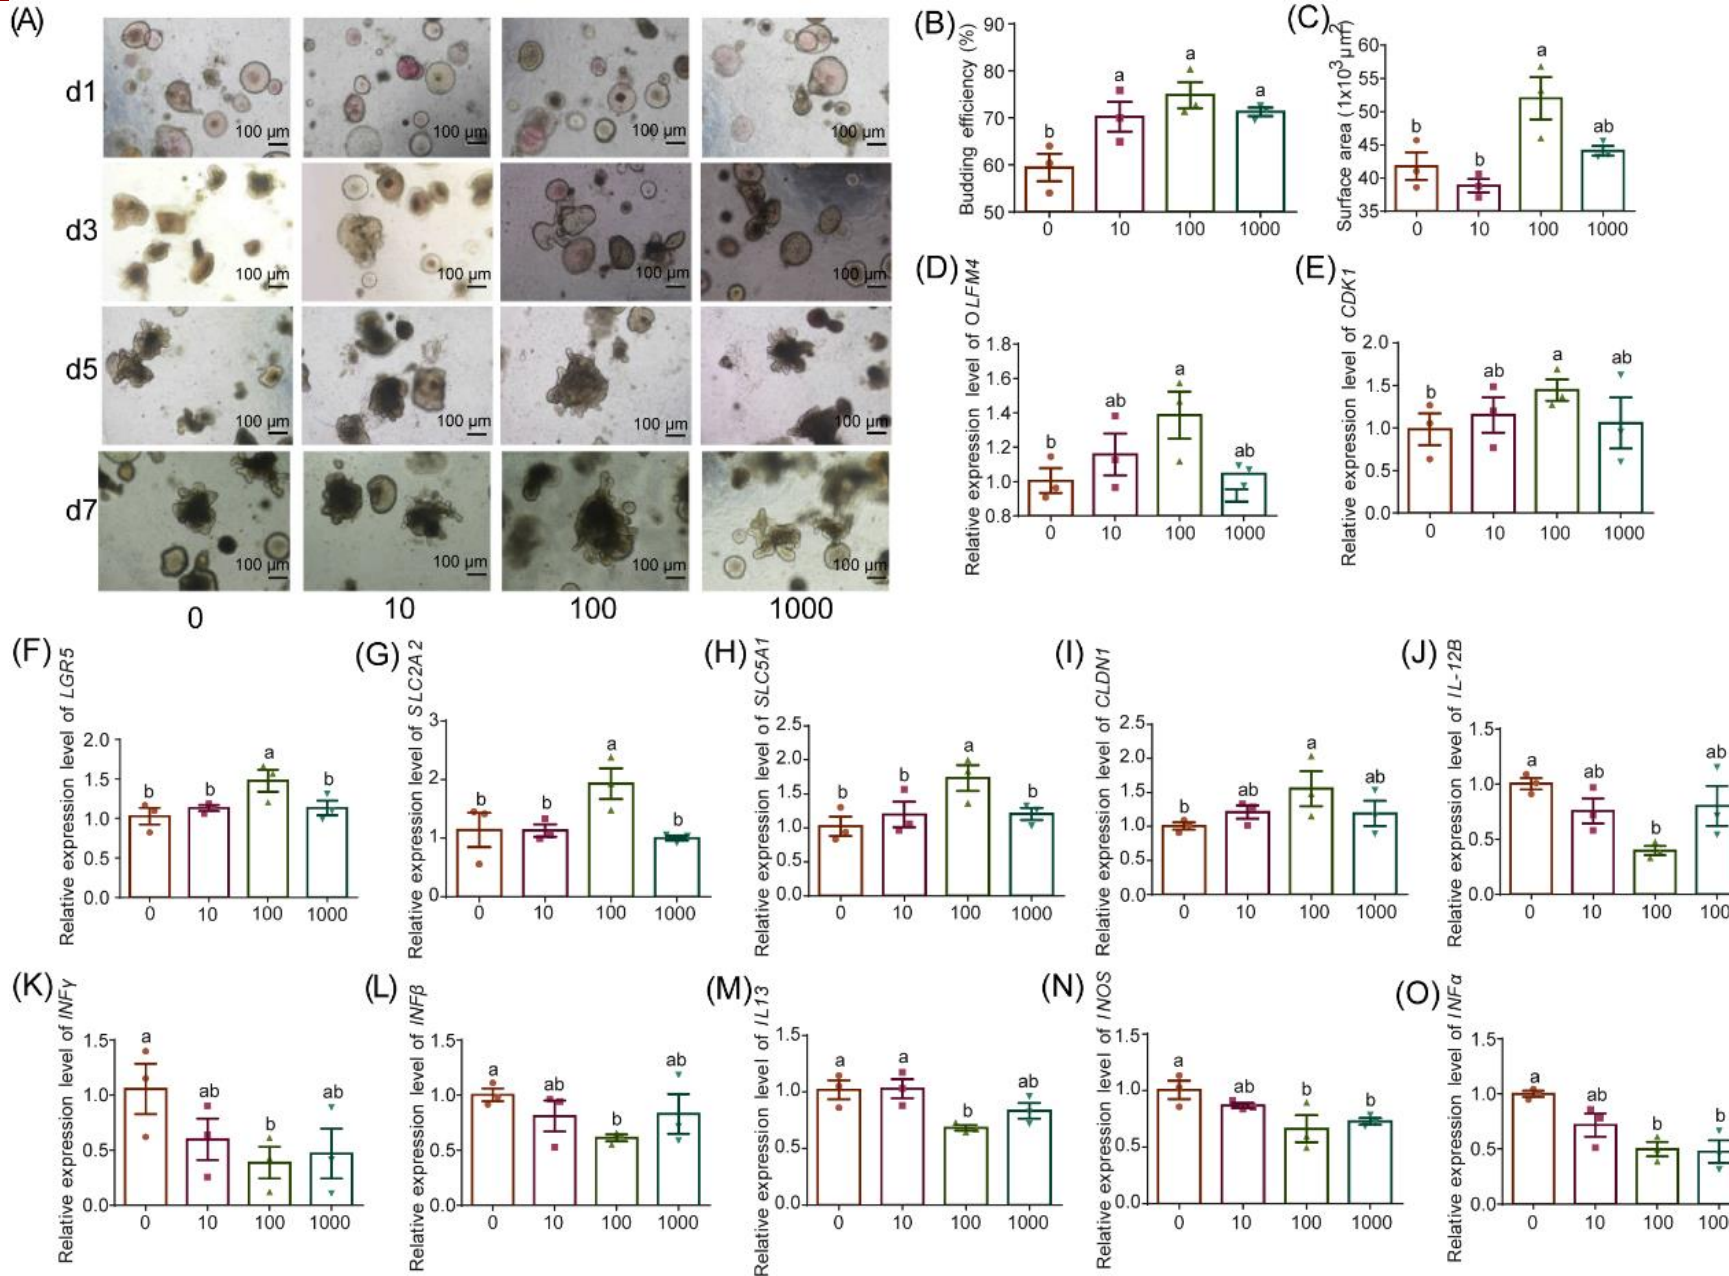 (A)
d1
100 µm
100 µm
100 µm
100 µm
d3
100 µm
100 µm
100 µm
100 µm
d5
100 µm
100 µm
100 µm
100 µm
d7
100 µm
100 µm
100 µm
100 µm
0
10
100
1000
(B)
Budding efficiency (%)
90
80
70
60
50
b
a
a
a
0
10
100
1000
(C)
Surface area (1x10³µm²)
60
55
50
45
40
35
b
b
a
ab
0
10
100
1000
(D)
Relative expression level of OLFM4
1.8
1.6
1.4
1.2
1.0
0.8
b
ab
a
ab
0
10
100
1000
(E)
Relative expression level of CDK1
2.0
1.5
1.0
0.5
0.0
b
ab
a
ab
0
10
100
1000
(F)
Relative expression level of LGR5
2.0
1.5
1.0
0.5
0.0
b
b
a
b
0
10
100
1000
(G)
Relative expression level of SLC2A2
3
2
1
0
b
b
a
b
0
10
100
1000
(H)
Relative expression level of SLC5A1
2.5
2.0
1.5
1.0
0.5
0.0
b
b
a
b
0
10
100
1000
(I)
Relative expression level of CLDN1
2.5
2.0
1.5
1.0
0.5
0.0
b
ab
a
ab
0
10
100
1000
(J)
Relative expression level of IL-12B
1.5
1.0
0.5
0.0
a
ab
b
ab
0
10
100
100
(K)
Relative expression level of INFγ
1.5
1.0
0.5
0.0
a
ab
b
ab
0
10
100
1000
(L)
Relative expression level of INFβ
1.5
1.0
0.5
0.0
a
ab
b
ab
0
10
100
1000
(M)
Relative expression level of IL13
1.5
1.0
0.5
0.0
a
a
b
ab
0
10
100
1000
(N)
Relative expression level of INOS
1.5
1.0
0.5
0.0
a
ab
b
b
0
10
100
1000
(O)
Relative expression level of INFα
1.5
1.0
0.5
0.0
a
ab
b
b
0
10
100
100